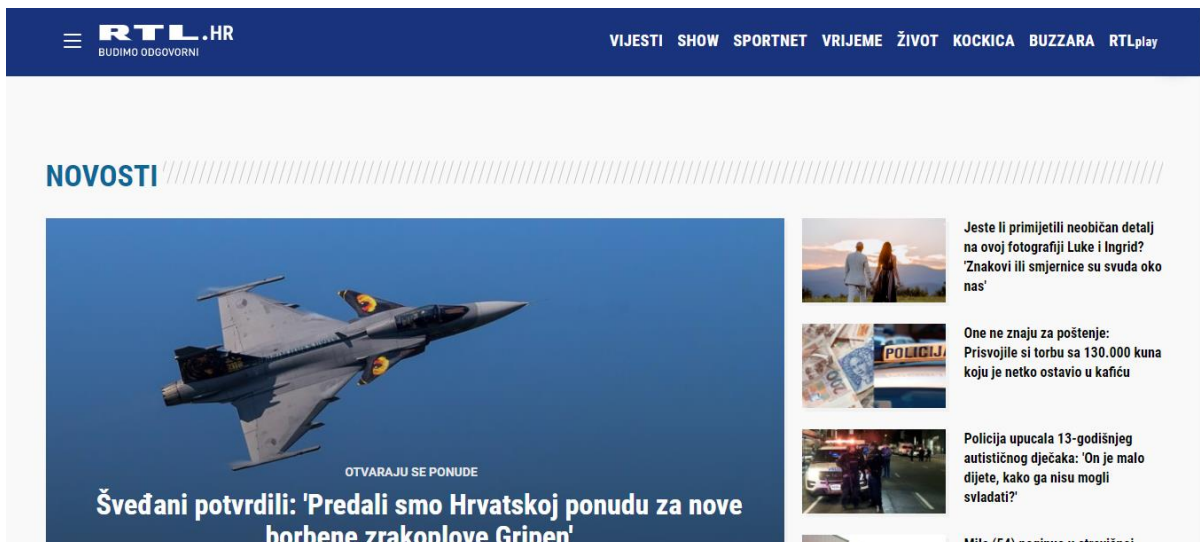 RTL.HR
BUDIMO ODGOVORNI
VIJESTI SHOW SPORTNET VRIJEME ŽIVOT KOCKICA BUZZARA RTLplay
NOVOSTI
OTVARAJU SE PONUDE
Šveđani potvrdili: 'Predali smo Hrvatskoj ponudu za nove
borbene zrakoplove Gripen'
Jeste li primijetili neobičan detalj
na ovoj fotografiji Luke i Ingrid?
'Znakovi ili smjernice su svuda oko
nas'
POLICIJA
200
One ne znaju za poštenje:
Prisvojile si torbu sa 130.000 kuna
koju je netko ostavio u kafiću
Policija upucala 13-godišnjeg
autističnog dječaka: 'On je malo
dijete, kako ga nisu mogli
svladati?'